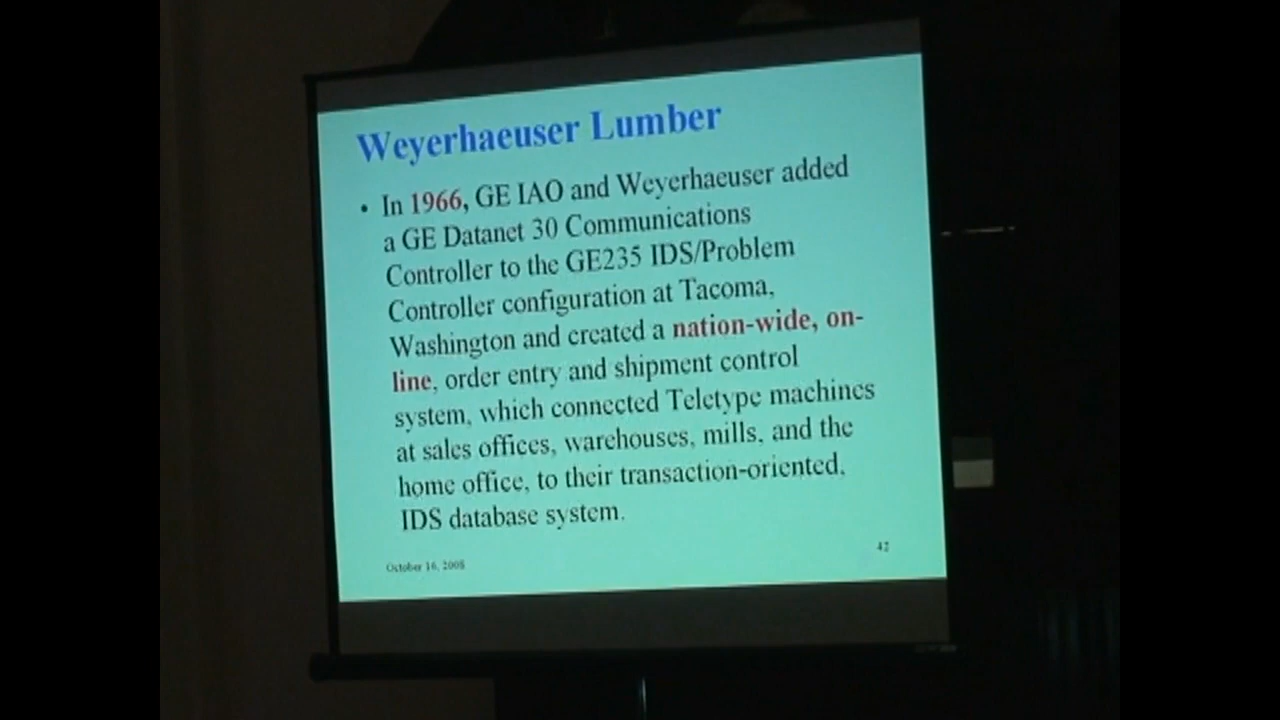 Weyerhaeuser Lumber
• In 1966, GE IAO and Weyerhaeuser added
a GE Datanet 30 Communications
Controller to the GE235 IDS/Problem
Controller configuration at Tacoma,
Washington and created a nation-wide, on-
line, order entry and shipment control
system, which connected Teletype machines
at sales offices, warehouses, mills, and the
home office, to their transaction-oriented,
IDS database system.
October 16, 2008
42